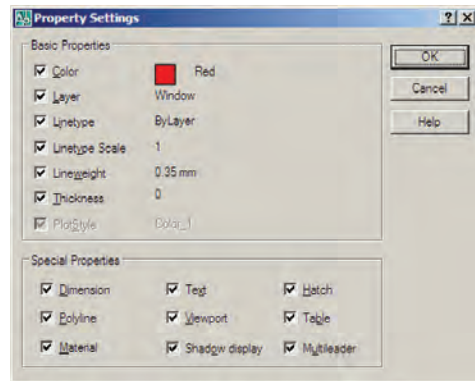 Property Settings
Basic Properties
Color Red
Layer Window
Linetype ByLayer
Linetype Scale 1
Lineweight 0.35 mm
Thickness 0
PlotStyle Color_1
OK
Cancel
Help
Special Properties
Dimension Text Hatch
Polyline Viewport Table
Material Shadow display Multileader